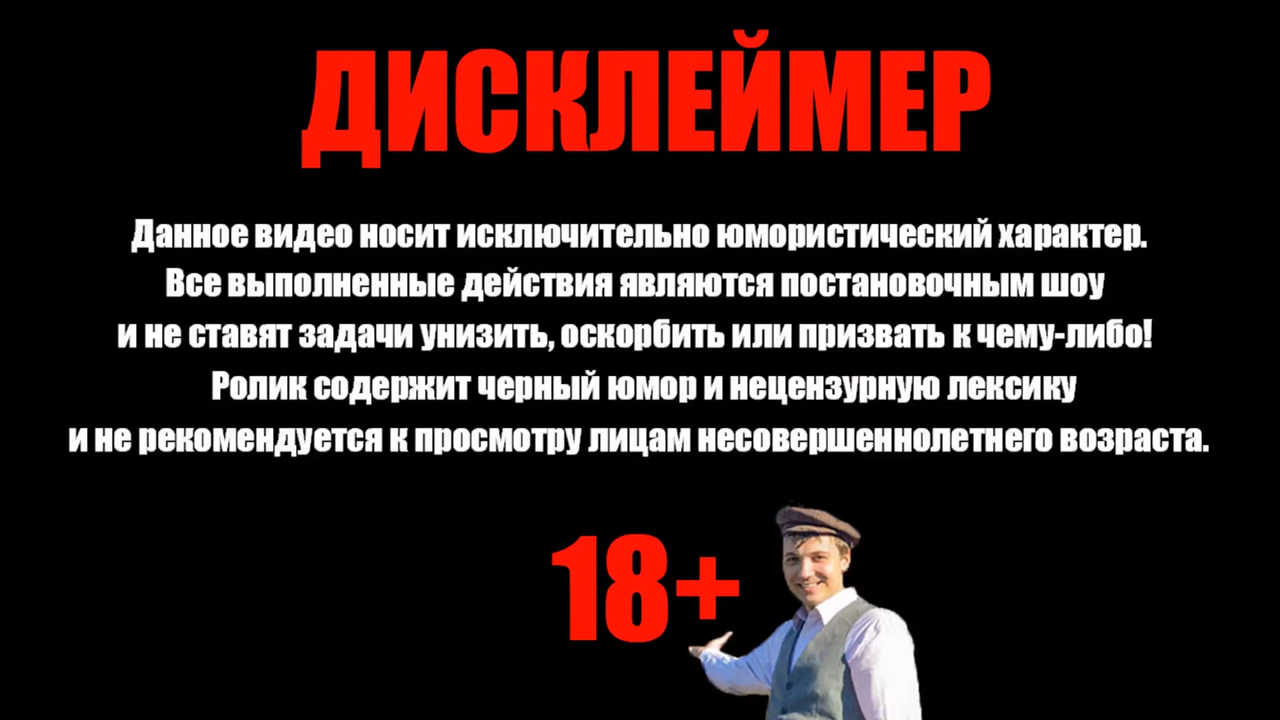 ДИСКЛЕЙМЕР
Данное видео носит исключительно юмористический характер.
Все выполненные действия являются постановочным шоу
и не ставят задачи унизить, оскорбить или призвать к чему-либо!
Ролик содержит черный юмор и нецензурную лексику
и не рекомендуется к просмотру лицам несовершеннолетнего возраста.
18+